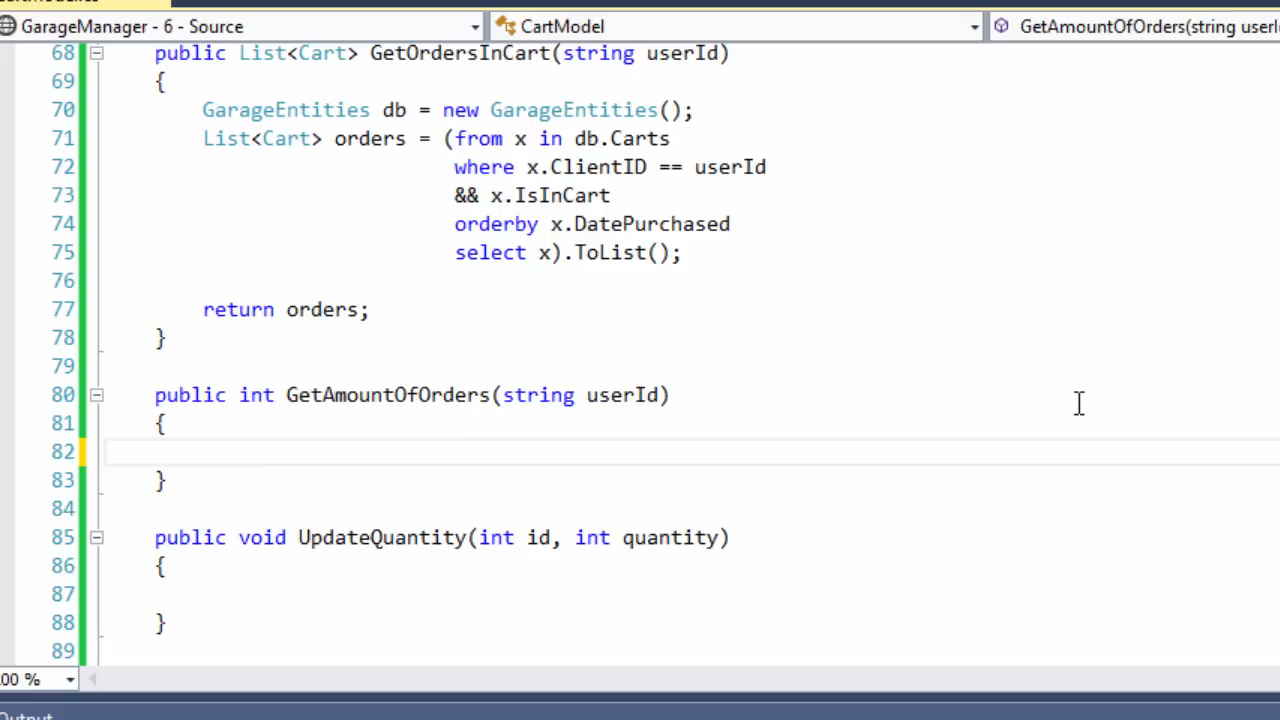 GarageManager - 6 - Source CartModel GetAmountOfOrders(string userId
68 public List<Cart> GetOrdersInCart(string userId)
69 {
70 GarageEntities db = new GarageEntities();
71 List<Cart> orders = (from x in db.Carts
72 where x.ClientID == userId
73 && x.IsInCart
74 orderby x.DatePurchased
75 select x).ToList();
76
77 return orders;
78 }
79
80 public int GetAmountOfOrders(string userId)
81 {
82
83 }
84
85 public void UpdateQuantity(int id, int quantity)
86 {
87
88 }
89
00 %
Output